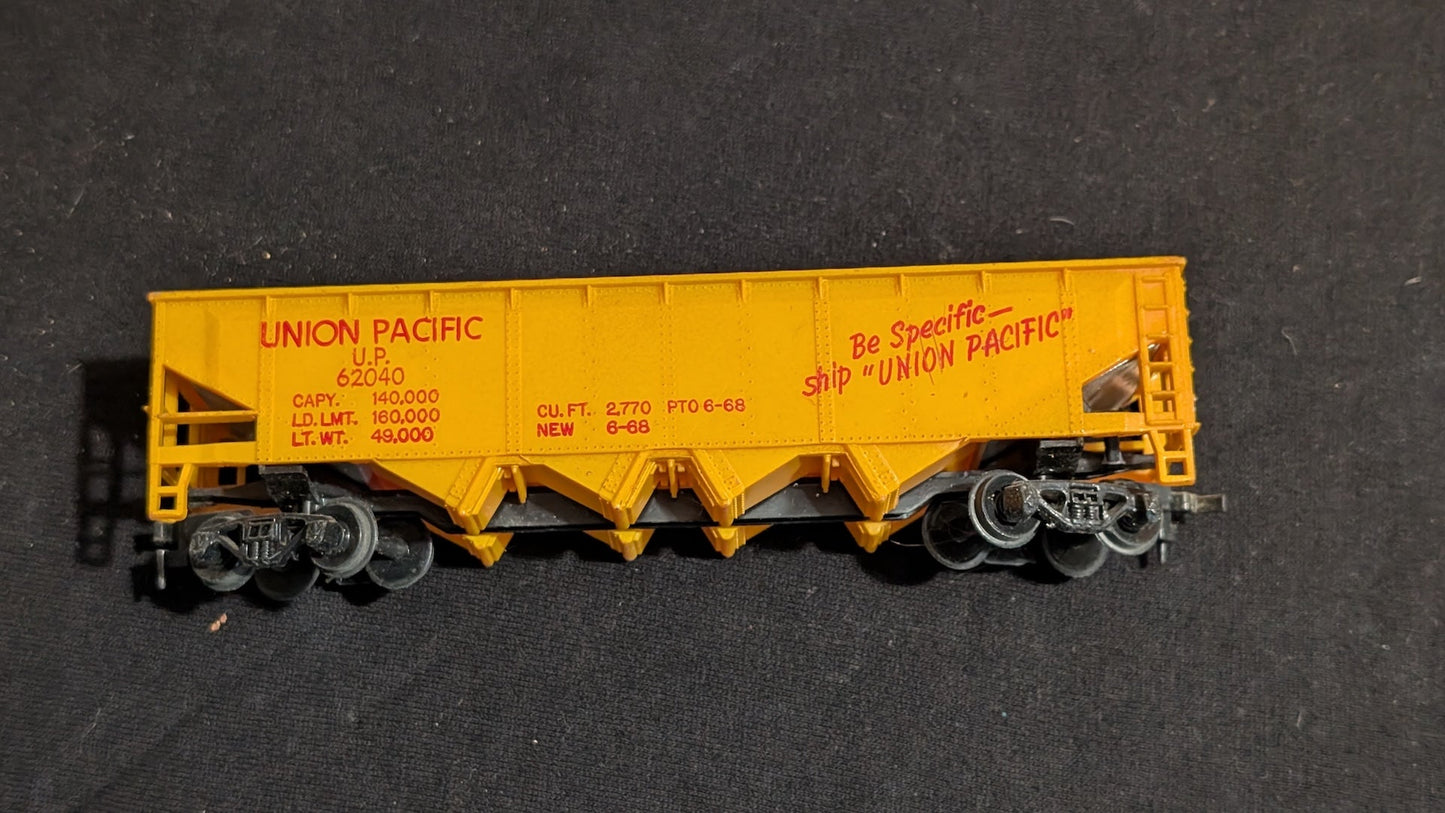 UNION PACIFIC
U.P.
62040
CAPY. 140,000
LD. LMT. 160,000
LT. WT. 49,000
CU. FT. 2,770 PTO 6-68
NEW 6-68
Be Specific—
ship "UNION PACIFIC"